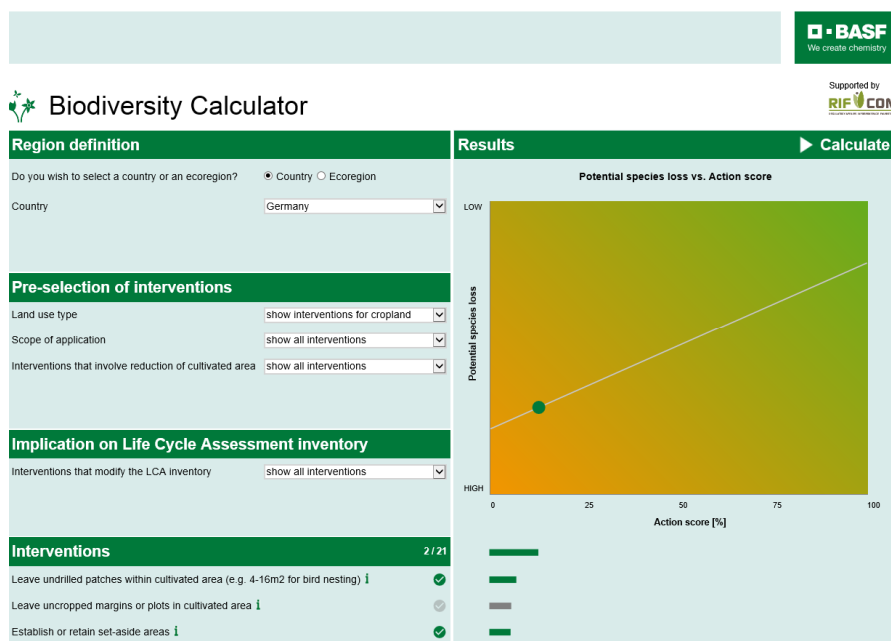 BASF
We create chemistry
Supported by
RIFCON
Biodiversity Calculator
Region definition
Do you wish to select a country or an ecoregion? Country Ecoregion
Country Germany
Pre-selection of interventions
Land use type show interventions for cropland
Scope of application show all interventions
Interventions that involve reduction of cultivated area show all interventions
Implication on Life Cycle Assessment inventory
Interventions that modify the LCA inventory show all interventions
Interventions 2 / 21
Leave undrilled patches within cultivated area (e.g. 4-16m2 for bird nesting) i
Leave uncropped margins or plots in cultivated area i
Establish or retain set-aside areas i
Results Calculate
Potential species loss vs. Action score
LOW
Potential species loss
HIGH
0 25 50 75 100
Action score [%]